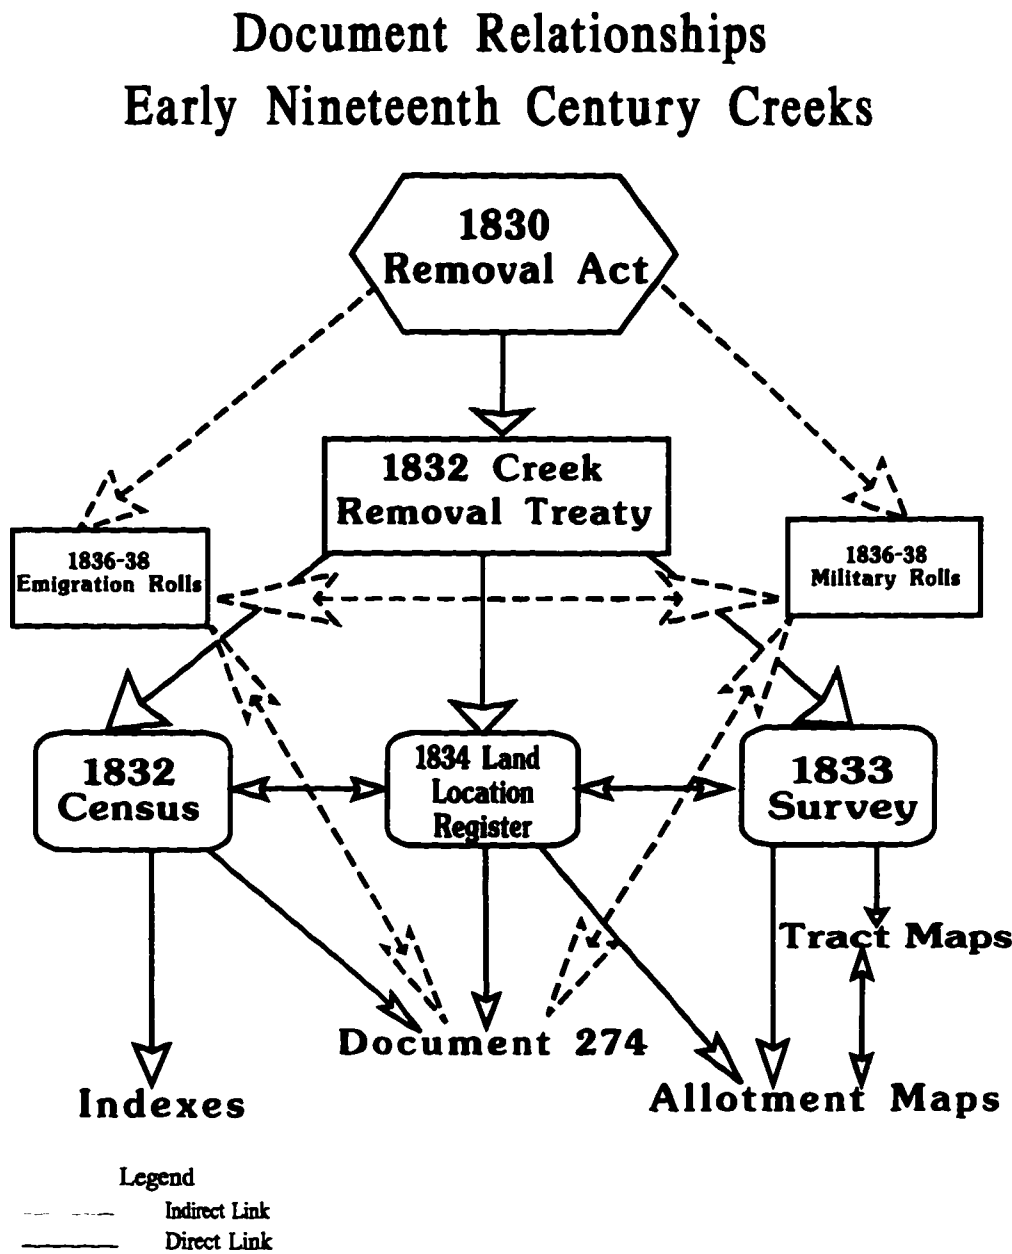 Document Relationships
Early Nineteenth Century Creeks
1830
Removal Act
1832 Creek
Removal Treaty
1836-38
Emigration Rolls
1836-38
Military Rolls
1832
Census
1834 Land
Location
Register
1833
Survey
Tract Maps
Document 274
Indexes
Allotment Maps
Legend
Indirect Link
Direct Link